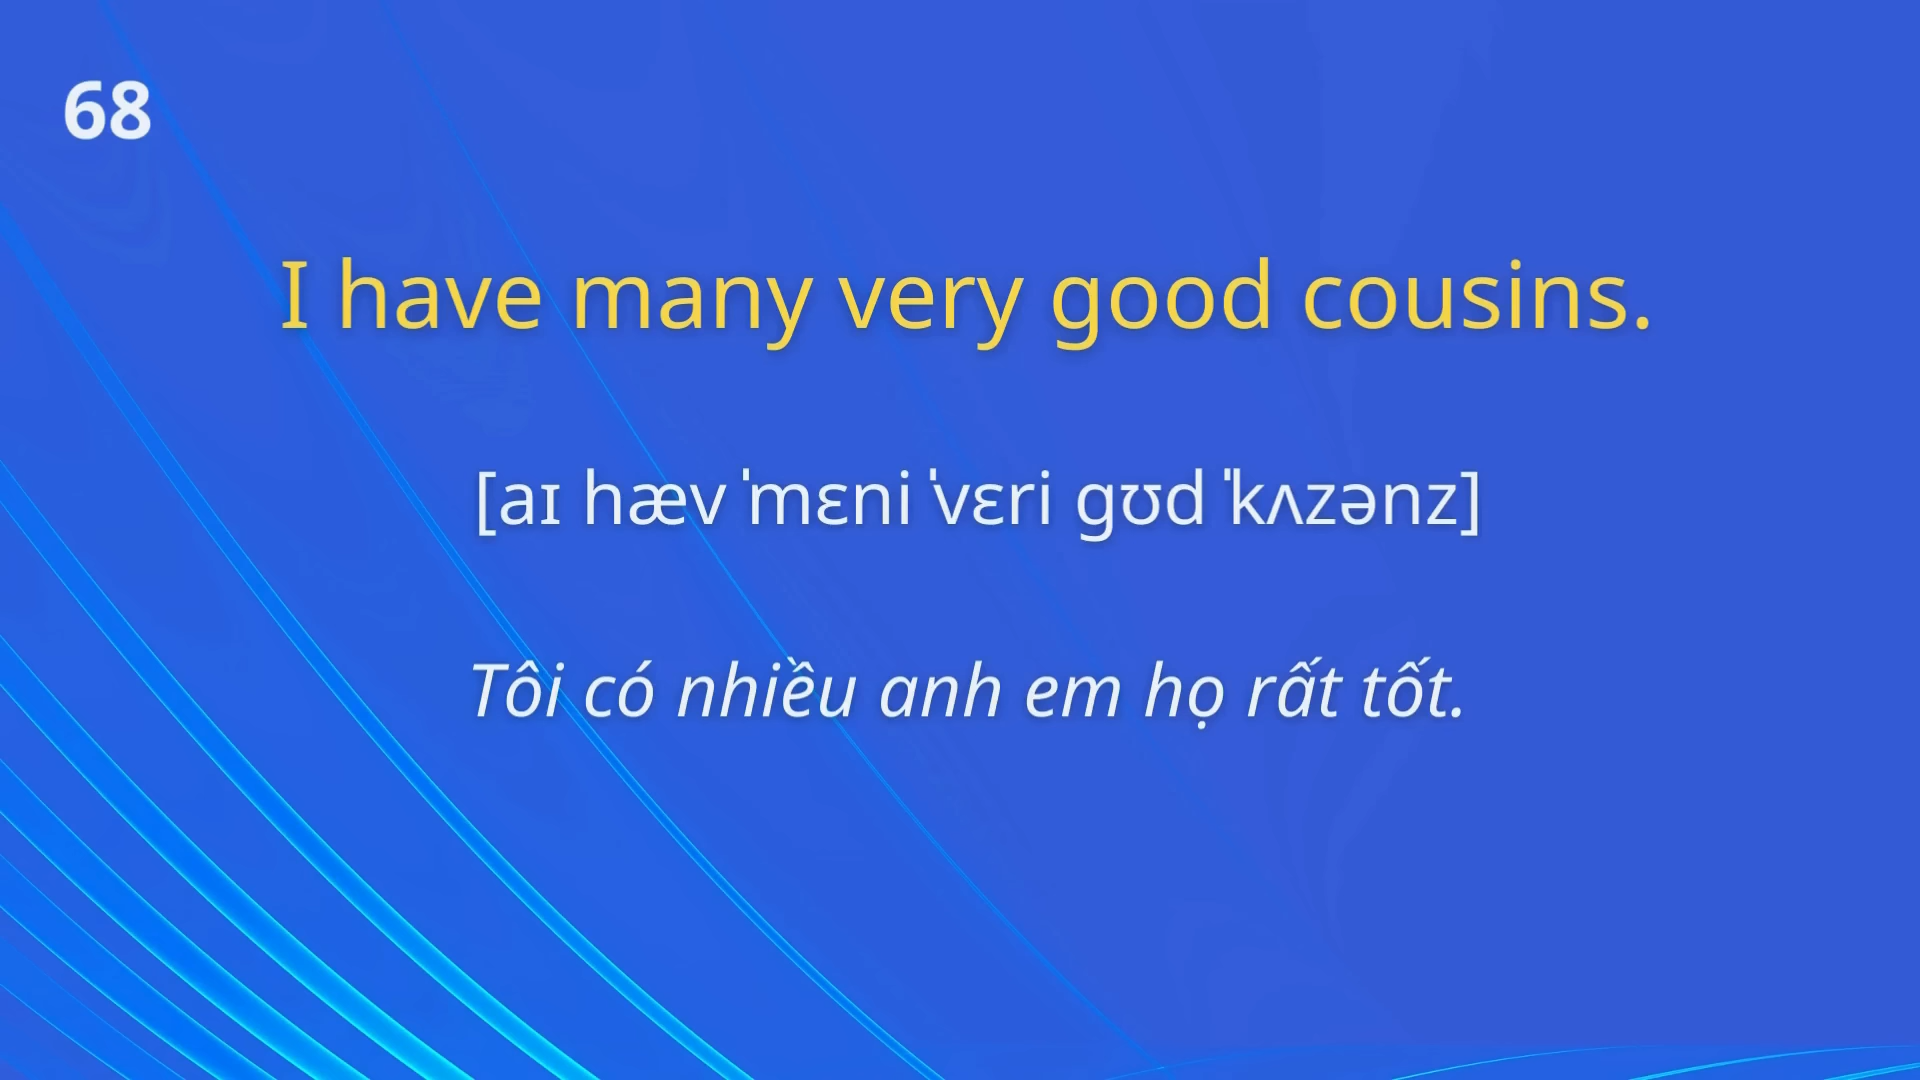 68
I have many very good cousins.
[aɪ hæv ˈmɛni ˈvɛri gʊd ˈkʌzənz]
Tôi có nhiều anh em họ rất tốt.